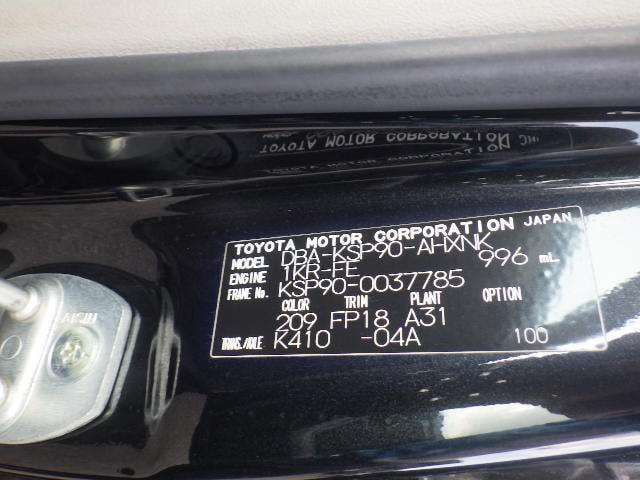 TOYOTA MOTOR CORPORATION JAPAN
MODEL DBA-KSP90-AHXNK
ENGINE 1KR-FE 996 mL
FRAME No. KSP90-0037785
COLOR TRIM PLANT OPTION
209 FP18 A31
TRANS./AXLE K410 -04A 100
AISIN